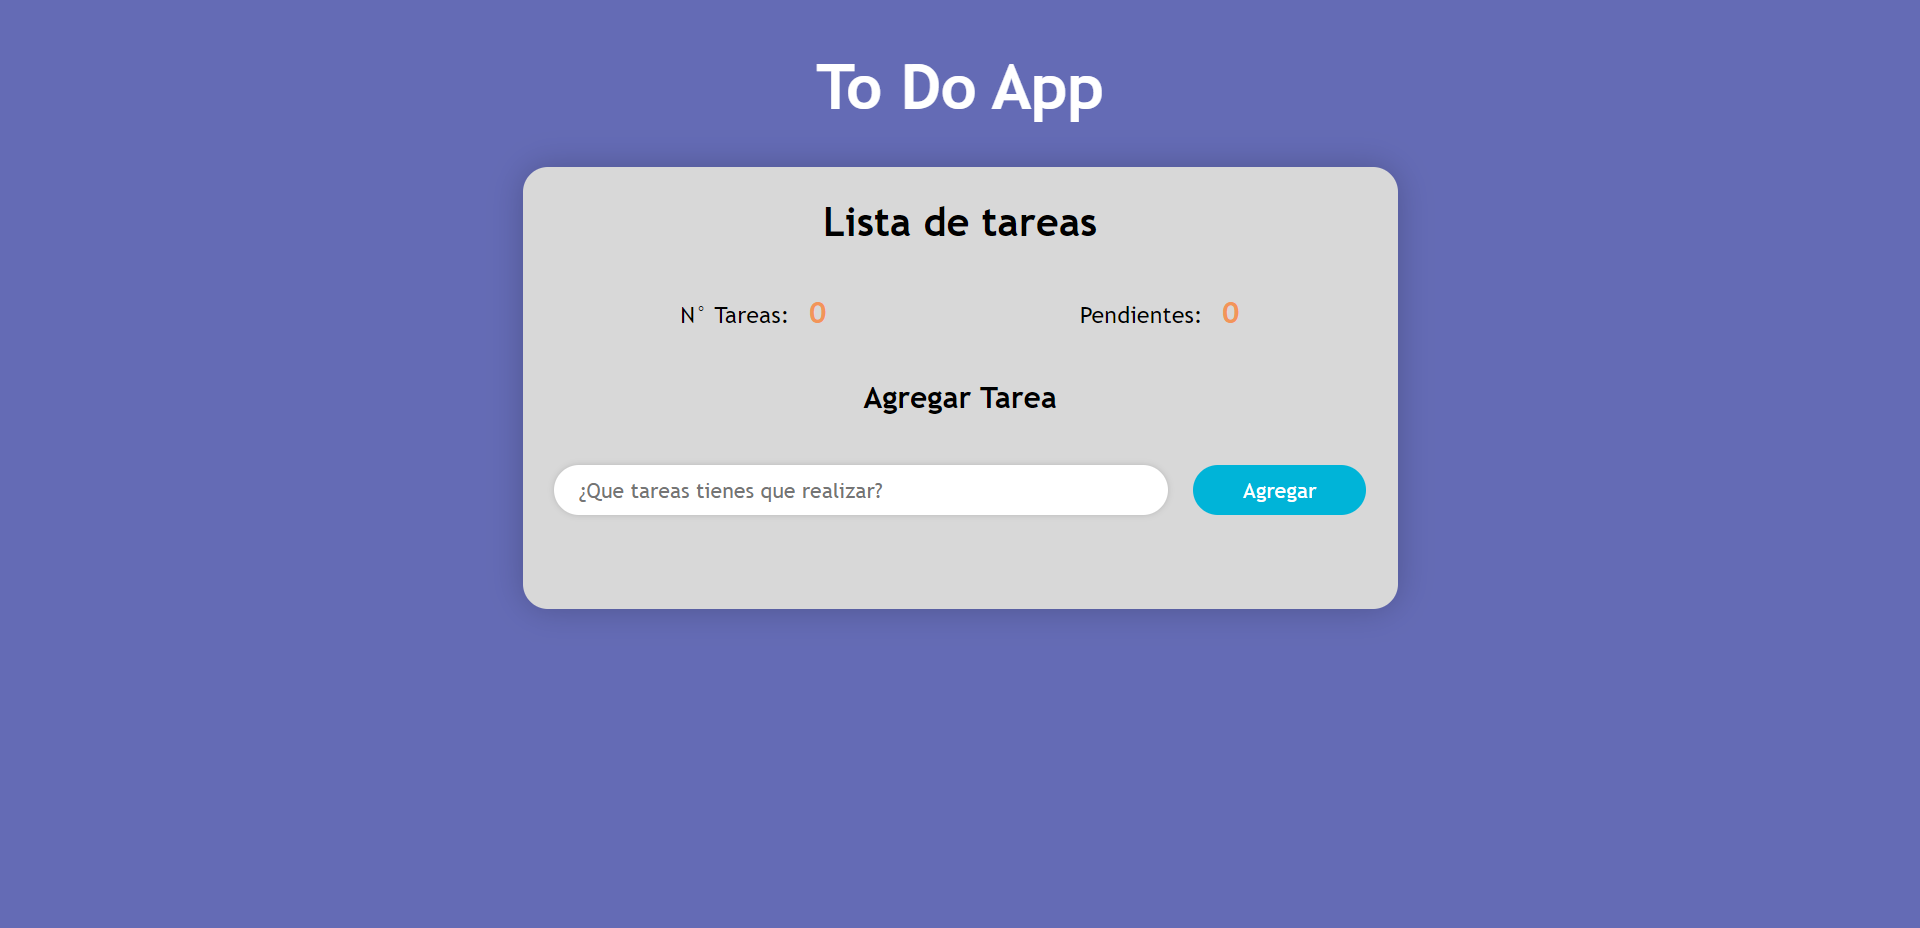 To Do App
Lista de tareas
N° Tareas: 0 Pendientes: 0
Agregar Tarea
¿Que tareas tienes que realizar? Agregar